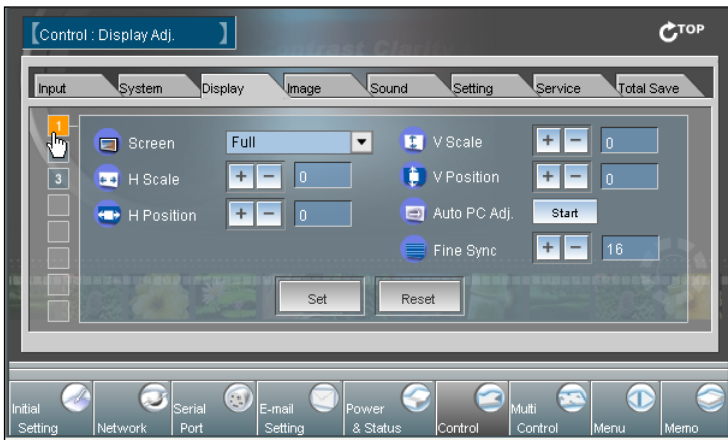 Control : Display Adj.
TOP
Input System Display Image Sound Setting Service Total Save
1
3
Screen Full
H Scale + - 0
H Position + - 0
V Scale + - 0
V Position + - 0
Auto PC Adj. Start
Fine Sync + - 16
Set Reset
Initial Setting
Network
Serial Port
E-mail Setting
Power & Status
Control
Multi Control
Menu
Memo